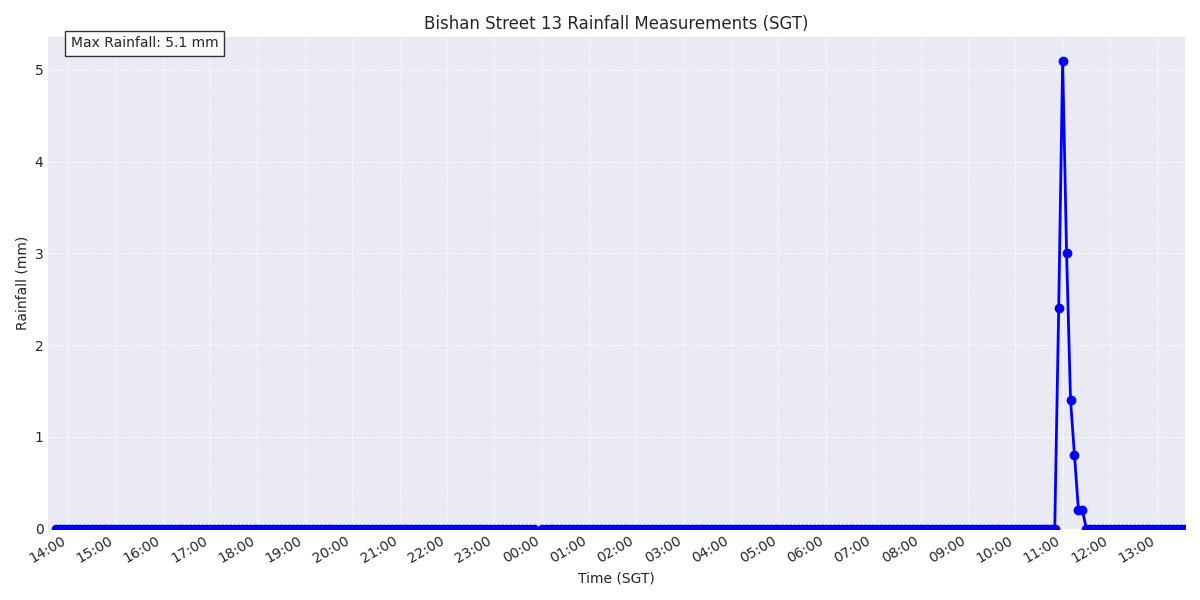 Bishan Street 13 Rainfall Measurements (SGT)
Max Rainfall: 5.1 mm
Rainfall (mm)
5
4
3
2
1
0
14:00 15:00 16:00 17:00 18:00 19:00 20:00 21:00 22:00 23:00 00:00 01:00 02:00 03:00 04:00 05:00 06:00 07:00 08:00 09:00 10:00 11:00 12:00 13:00
Time (SGT)